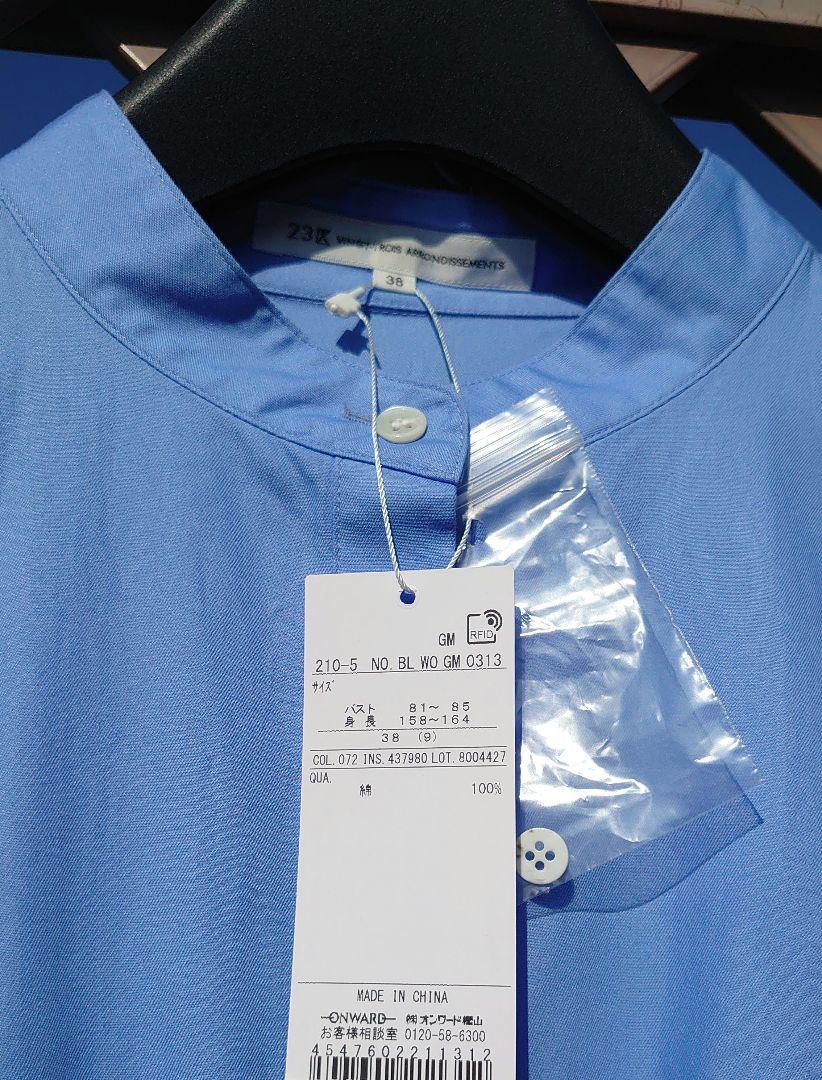 23区 VINGT-TROIS ARRONDISSEMENTS
38
GM RFID
210-5 NO. BL WO GM 0313
サイズ
バスト 81～ 85
身長 158～164
38 (9)
COL. 072 INS. 437980 LOT. 8004427
QUA.
綿 100%
MADE IN CHINA
ONWARD ㈱オンワード樫山
お客様相談室 0120-58-6300
4547602211312